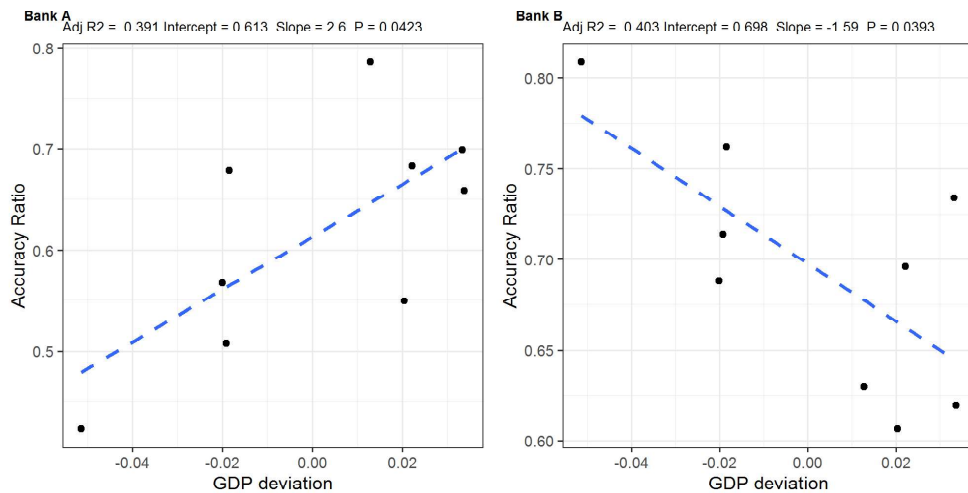 Bank A
Adj R2 = 0.391 Intercept = 0.613 Slope = 2.6 P = 0.0423
0.8
0.7
0.6
0.5
Accuracy Ratio
-0.04 -0.02 0.00 0.02
GDP deviation
Bank B
Adj R2 = 0.403 Intercept = 0.698 Slope = -1.59 P = 0.0393
0.80
0.75
0.70
0.65
0.60
Accuracy Ratio
-0.04 -0.02 0.00 0.02
GDP deviation